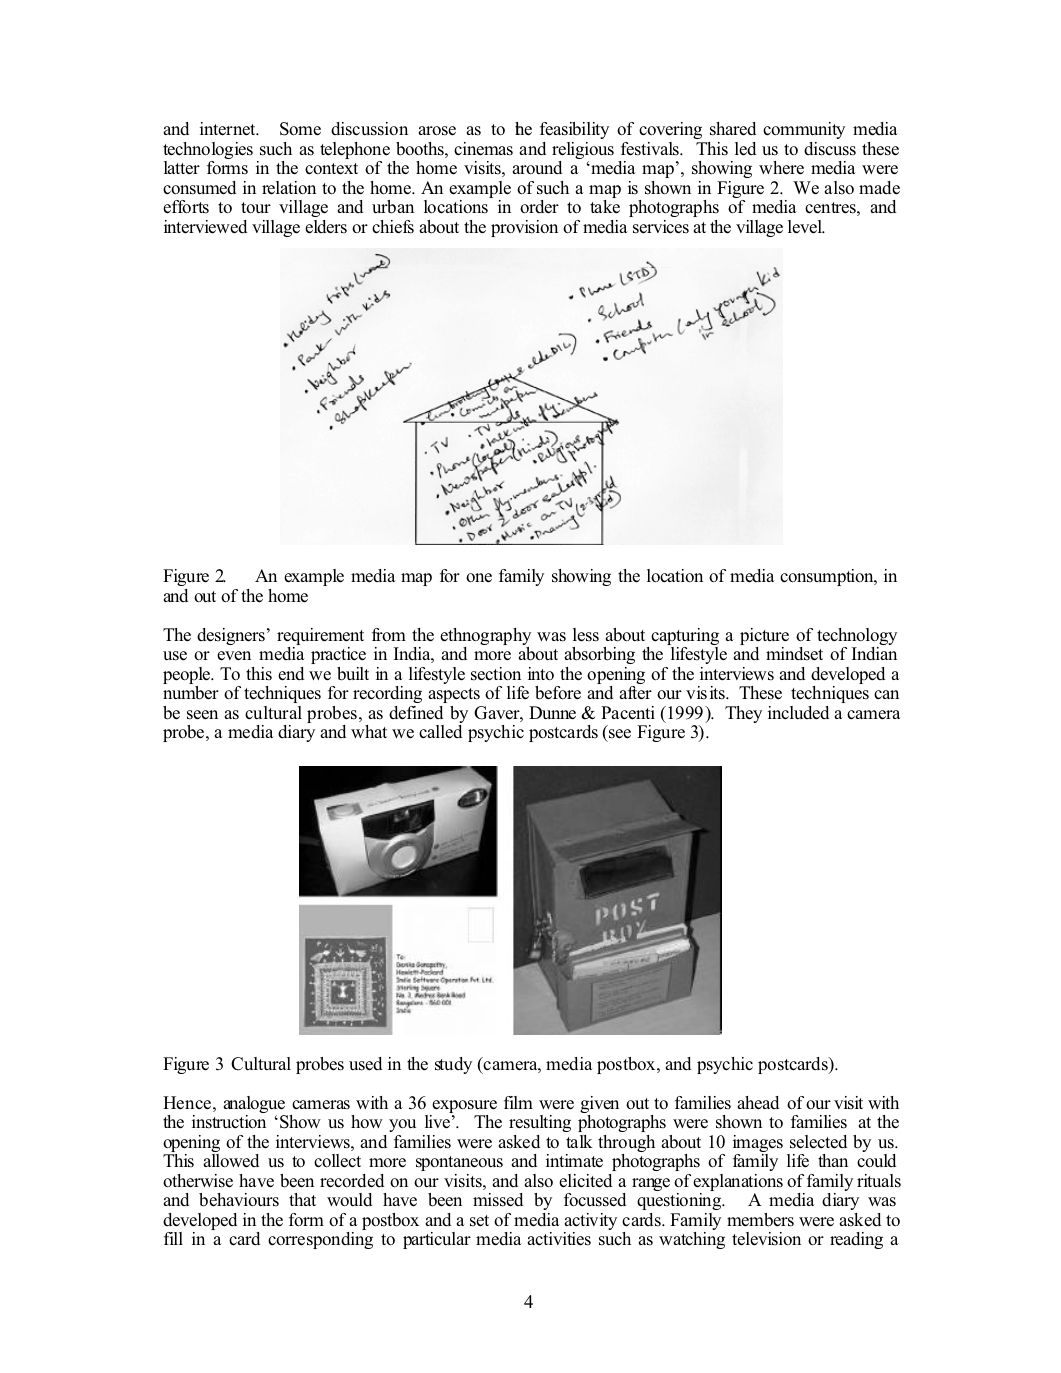 and internet. Some discussion arose as to he feasibility of covering shared community media
technologies such as telephone booths, cinemas and religious festivals. This led us to discuss these
latter forms in the context of the home visits, around a ‘media map’, showing where media were
consumed in relation to the home. An example of such a map is shown in Figure 2. We also made
efforts to tour village and urban locations in order to take photographs of media centres, and
interviewed village elders or chiefs about the provision of media services at the village level.
• Holiday trips (none)
• Park - with kids
• Neighbor
• Friends
• Shopkeeper
• Phone (STD)
• School
• Friends
• Computer (only younger kid
in school)
• Comics on
newspaper
• TV
• TV ads
• talk with fly. members
• Phone (local)
• Newspaper (Hindi)
• Religious
photographs
• Neighbor
• Other fly. members.
• Door 2 door sales ppl.
• Music on TV
• Drawing (2-3 yr old
kid)
Figure 2. An example media map for one family showing the location of media consumption, in
and out of the home
The designers’ requirement from the ethnography was less about capturing a picture of technology
use or even media practice in India, and more about absorbing the lifestyle and mindset of Indian
people. To this end we built in a lifestyle section into the opening of the interviews and developed a
number of techniques for recording aspects of life before and after our visits. These techniques can
be seen as cultural probes, as defined by Gaver, Dunne & Pacenti (1999). They included a camera
probe, a media diary and what we called psychic postcards (see Figure 3).
POST
BOX
To:
Danika Ganapathy,
Hewlett-Packard
India Software Operation Pvt. Ltd.
Sterling Square
No. 3, Madras Bank Road
Bangalore - 560 001
India
Figure 3 Cultural probes used in the study (camera, media postbox, and psychic postcards).
Hence, analogue cameras with a 36 exposure film were given out to families ahead of our visit with
the instruction ‘Show us how you live’. The resulting photographs were shown to families at the
opening of the interviews, and families were asked to talk through about 10 images selected by us.
This allowed us to collect more spontaneous and intimate photographs of family life than could
otherwise have been recorded on our visits, and also elicited a range of explanations of family rituals
and behaviours that would have been missed by focussed questioning. A media diary was
developed in the form of a postbox and a set of media activity cards. Family members were asked to
fill in a card corresponding to particular media activities such as watching television or reading a
4